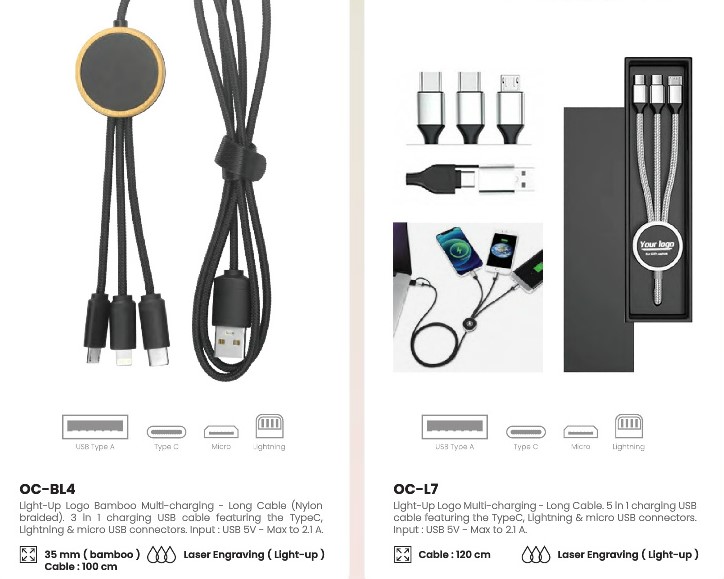 Your logo
USB Type A
Type C
Micro
Lightning
OC-BL4
Light-Up Logo Bamboo Multi-charging - Long Cable (Nylon
braided). 3 in 1 charging USB cable featuring the TypeC,
Lightning & micro USB connectors. Input : USB 5V - Max to 2.1 A.
35 mm ( bamboo )
Cable : 100 cm
Laser Engraving ( Light-up )
USB Type A
Type C
Micro
Lightning
OC-L7
Light-Up Logo Multi-charging - Long Cable. 5 in 1 charging USB
cable featuring the TypeC, Lightning & micro USB connectors.
Input : USB 5V - Max to 2.1 A.
Cable : 120 cm
Laser Engraving ( Light-up )